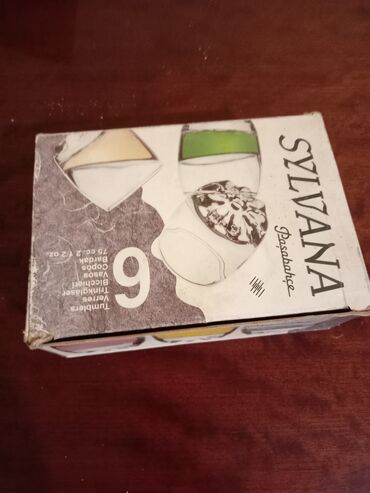 SYLVANA
Paşabahçe
6
Tumblers
Verres
Trinkgläser
Bicchieri
Vasos
Copos
Bardak
75 cc. 2 1/2 oz.